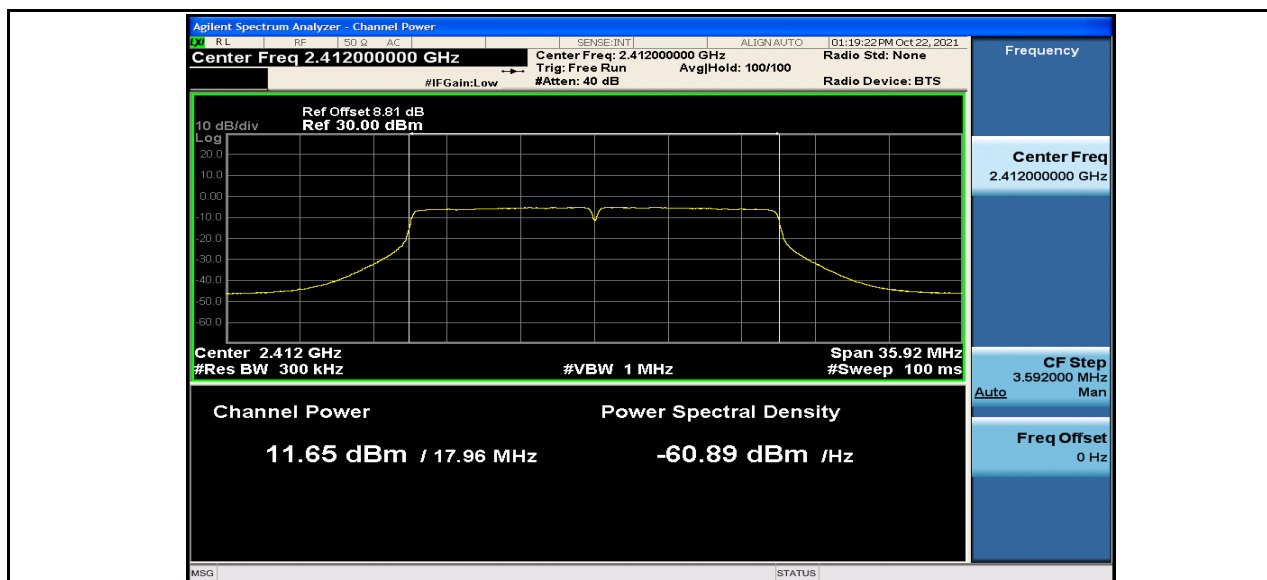 Agilent Spectrum Analyzer - Channel Power
LXI RL RF 50 Ω AC SENSE:INT ALIGN AUTO 01:19:22 PM Oct 22, 2021
Center Freq 2.412000000 GHz Center Freq: 2.412000000 GHz Radio Std: None
Trig: Free Run Avg|Hold: 100/100
#IFGain:Low #Atten: 40 dB Radio Device: BTS
Ref Offset 8.81 dB
10 dB/div Ref 30.00 dBm
Log
20.0
10.0
0.00
-10.0
-20.0
-30.0
-40.0
-50.0
-60.0
Center 2.412 GHz Span 35.92 MHz
#Res BW 300 kHz #VBW 1 MHz #Sweep 100 ms
Channel Power Power Spectral Density
11.65 dBm / 17.96 MHz -60.89 dBm /Hz
MSG STATUS
Frequency
Center Freq
2.412000000 GHz
CF Step
3.592000 MHz
Auto Man
Freq Offset
0 Hz